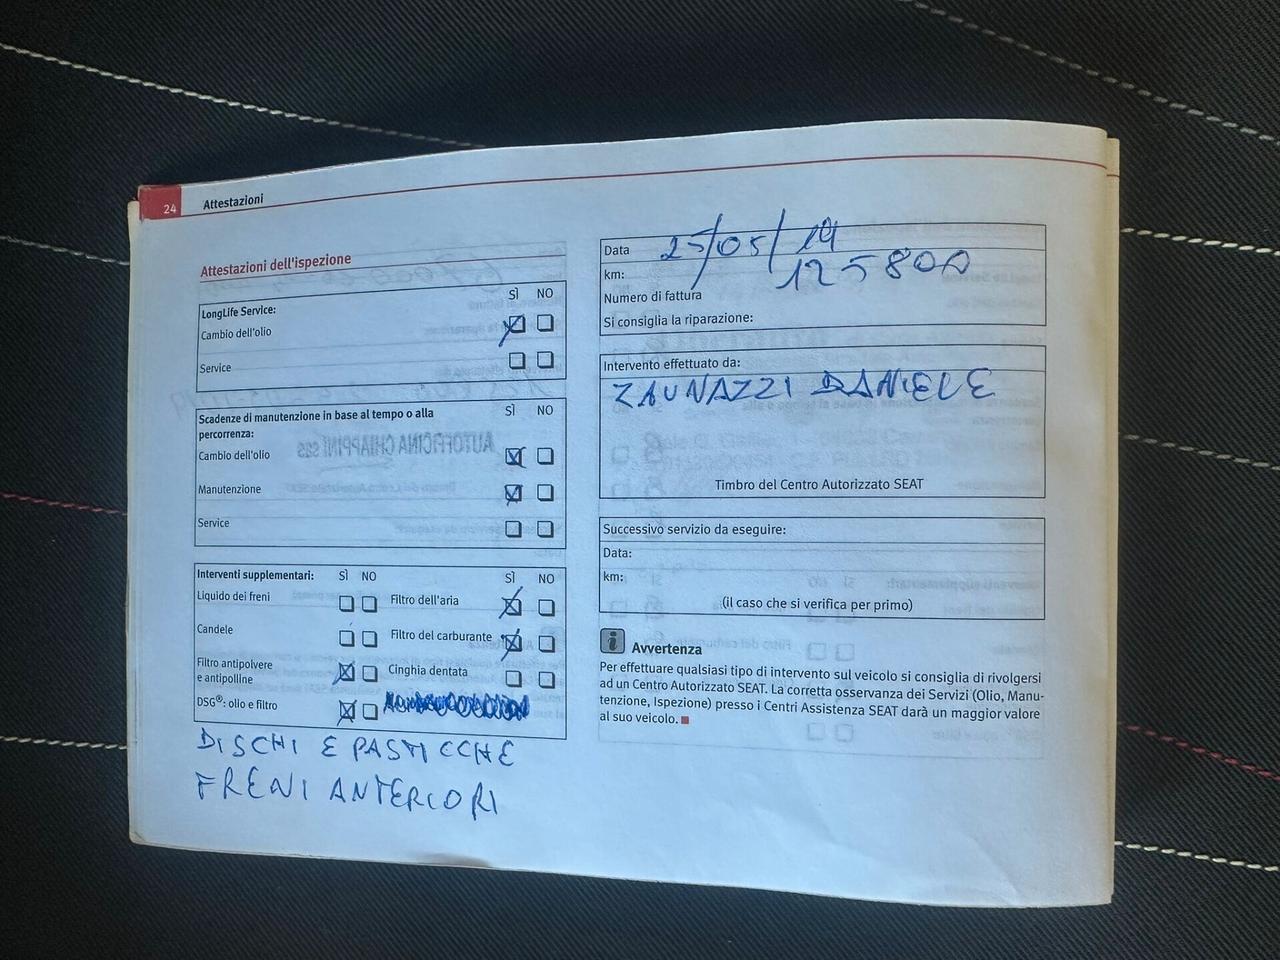 24 Attestazioni
Attestazioni dell'ispezione
SÌ NO
LongLife Service:
Cambio dell'olio
Service
Scadenze di manutenzione in base al tempo o alla SÌ NO
percorrenza:
Cambio dell'olio
Manutenzione
Service
Interventi supplementari: SÌ NO SÌ NO
Liquido dei freni Filtro dell'aria
Candele Filtro del carburante
Filtro antipolvere Cinghia dentata
e antipolline
DSG®: olio e filtro
DISCHI E PASTICCHE
FRENI ANTERIORI
Data 25/05/19
km: 125800
Numero di fattura
Si consiglia la riparazione:
Intervento effettuato da:
ZAUNAZZI DANIELE
Timbro del Centro Autorizzato SEAT
Successivo servizio da eseguire:
Data:
km:
(il caso che si verifica per primo)
Avvertenza
Per effettuare qualsiasi tipo di intervento sul veicolo si consiglia di rivolgersi
ad un Centro Autorizzato SEAT. La corretta osservanza dei Servizi (Olio, Manu-
tenzione, Ispezione) presso i Centri Assistenza SEAT darà un maggior valore
al suo veicolo.